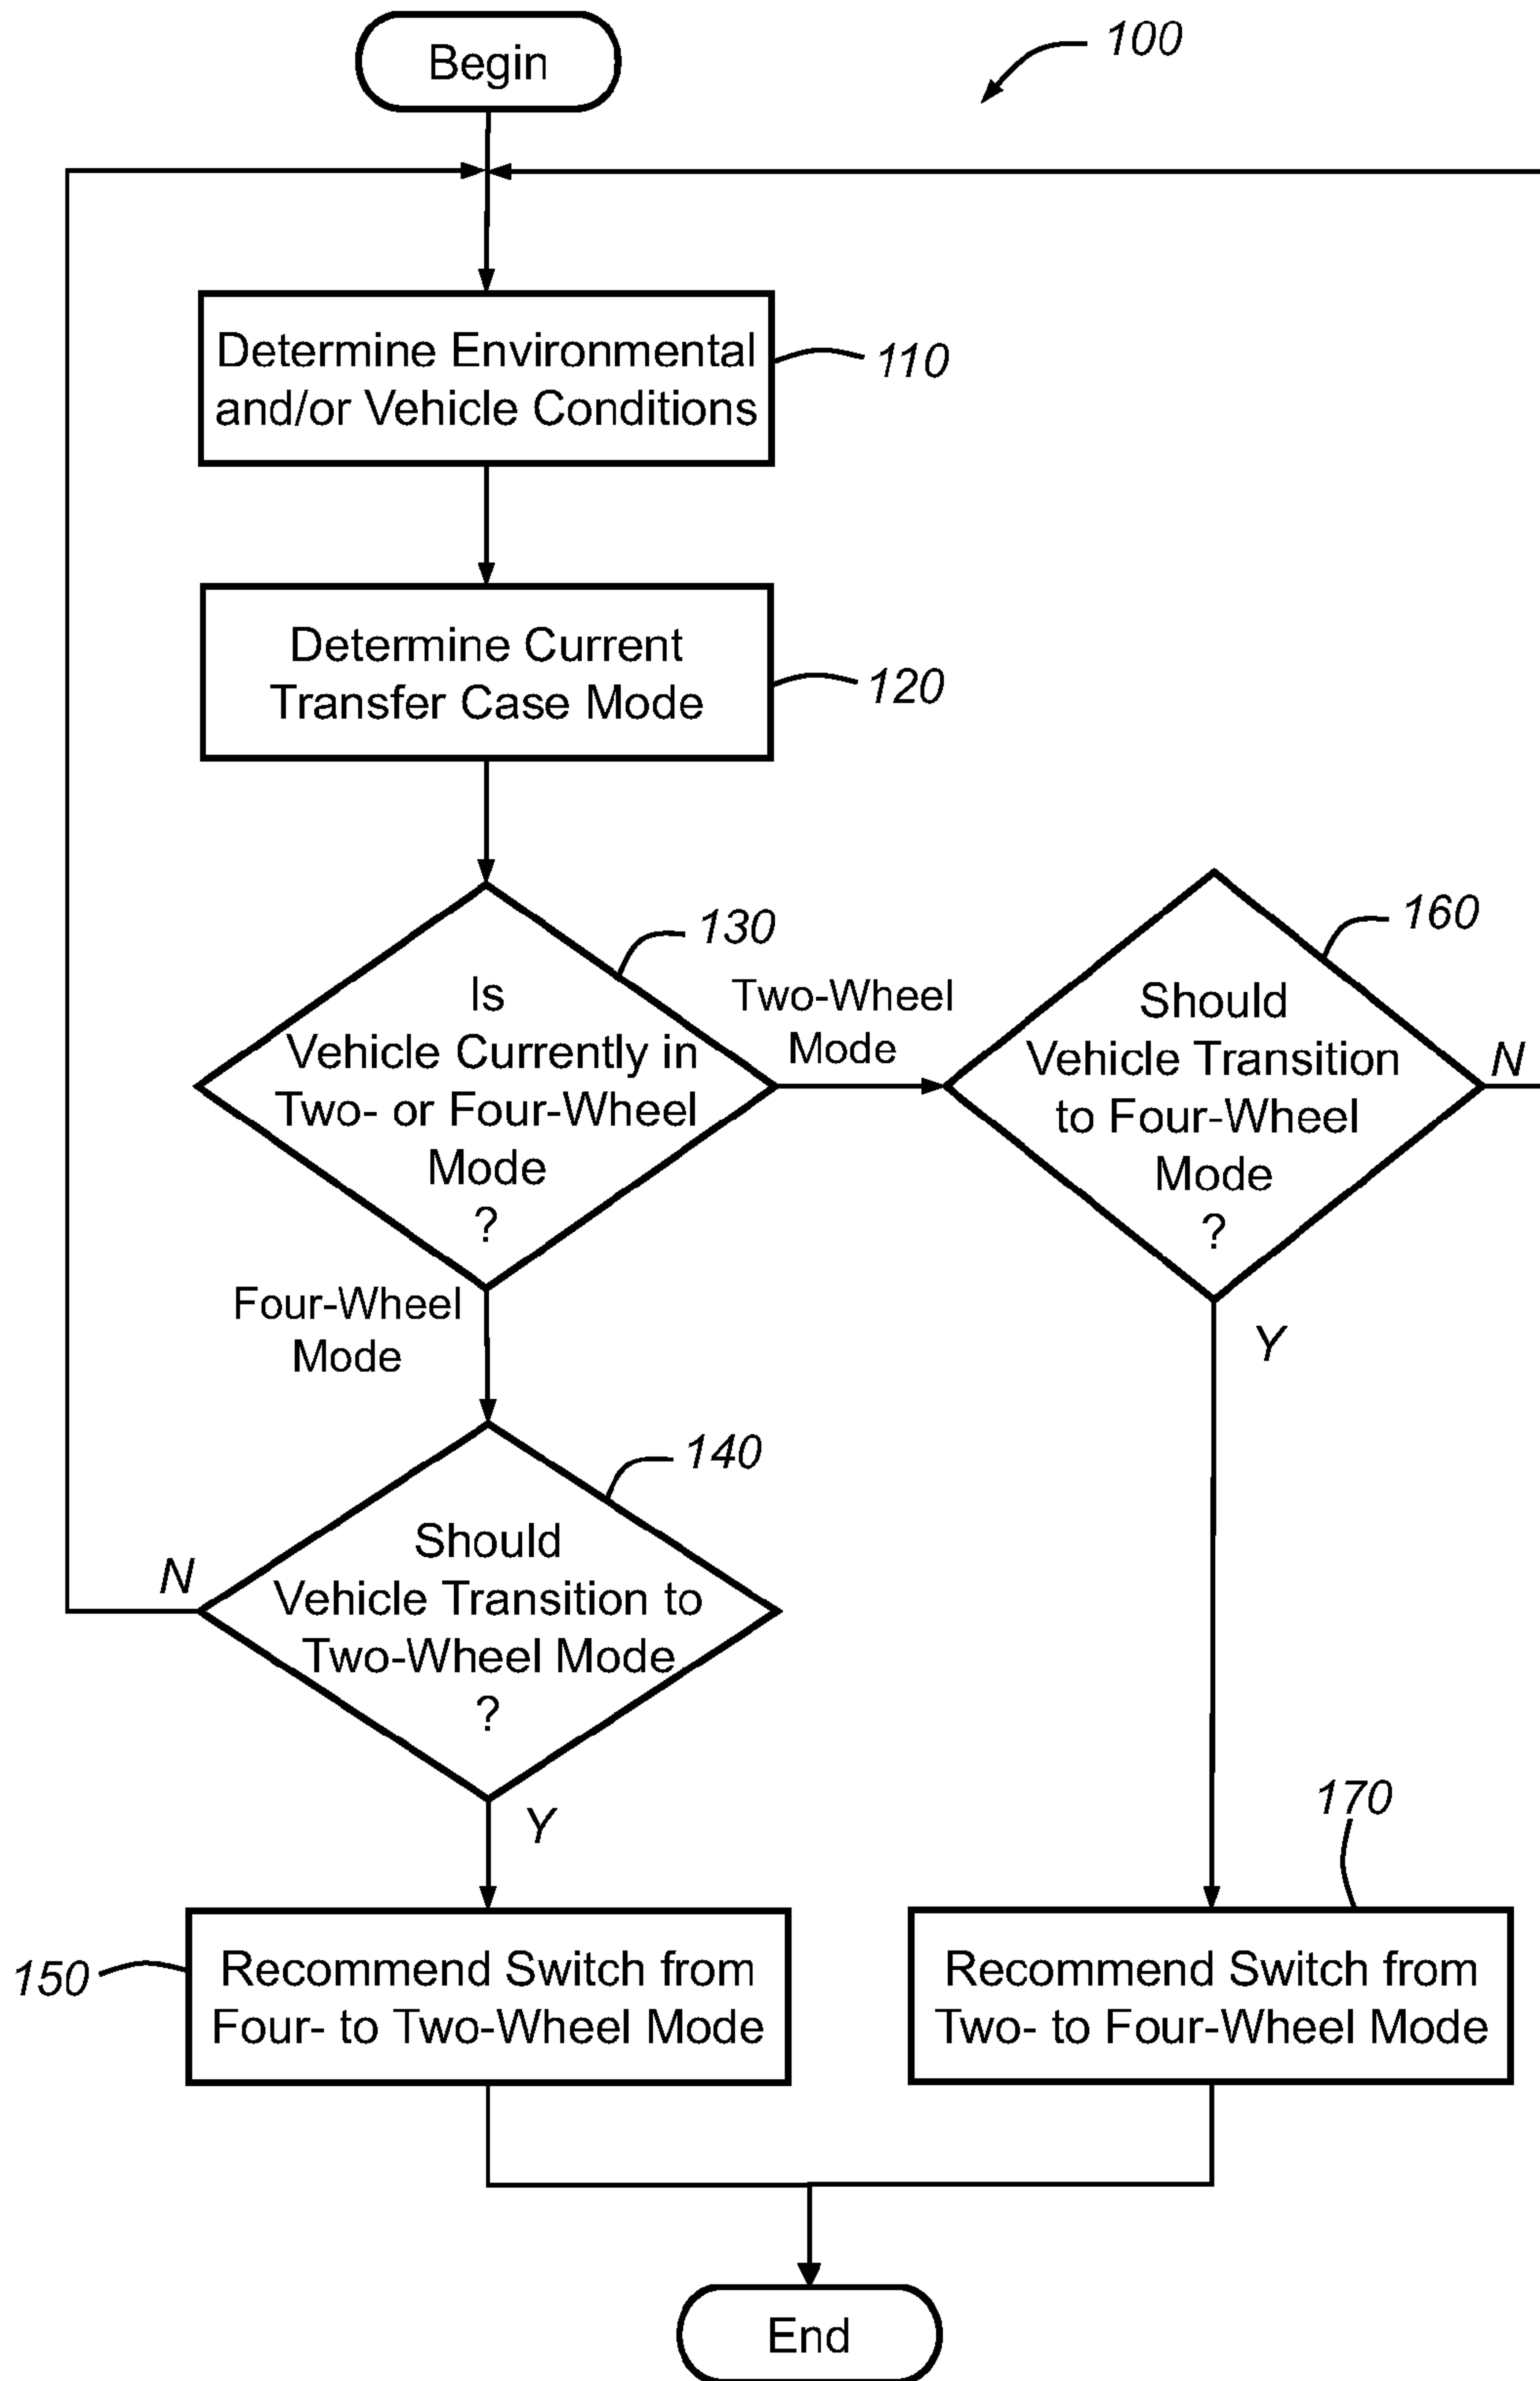 Begin
100
Determine Environmental
and/or Vehicle Conditions
110
Determine Current
Transfer Case Mode
120
130
Is
Vehicle Currently in
Two- or Four-Wheel
Mode
?
Two-Wheel
Mode
160
Should
Vehicle Transition
to Four-Wheel
Mode
?
N
Y
Four-Wheel
Mode
140
Should
Vehicle Transition to
Two-Wheel Mode
?
N
Y
150
Recommend Switch from
Four- to Two-Wheel Mode
170
Recommend Switch from
Two- to Four-Wheel Mode
End